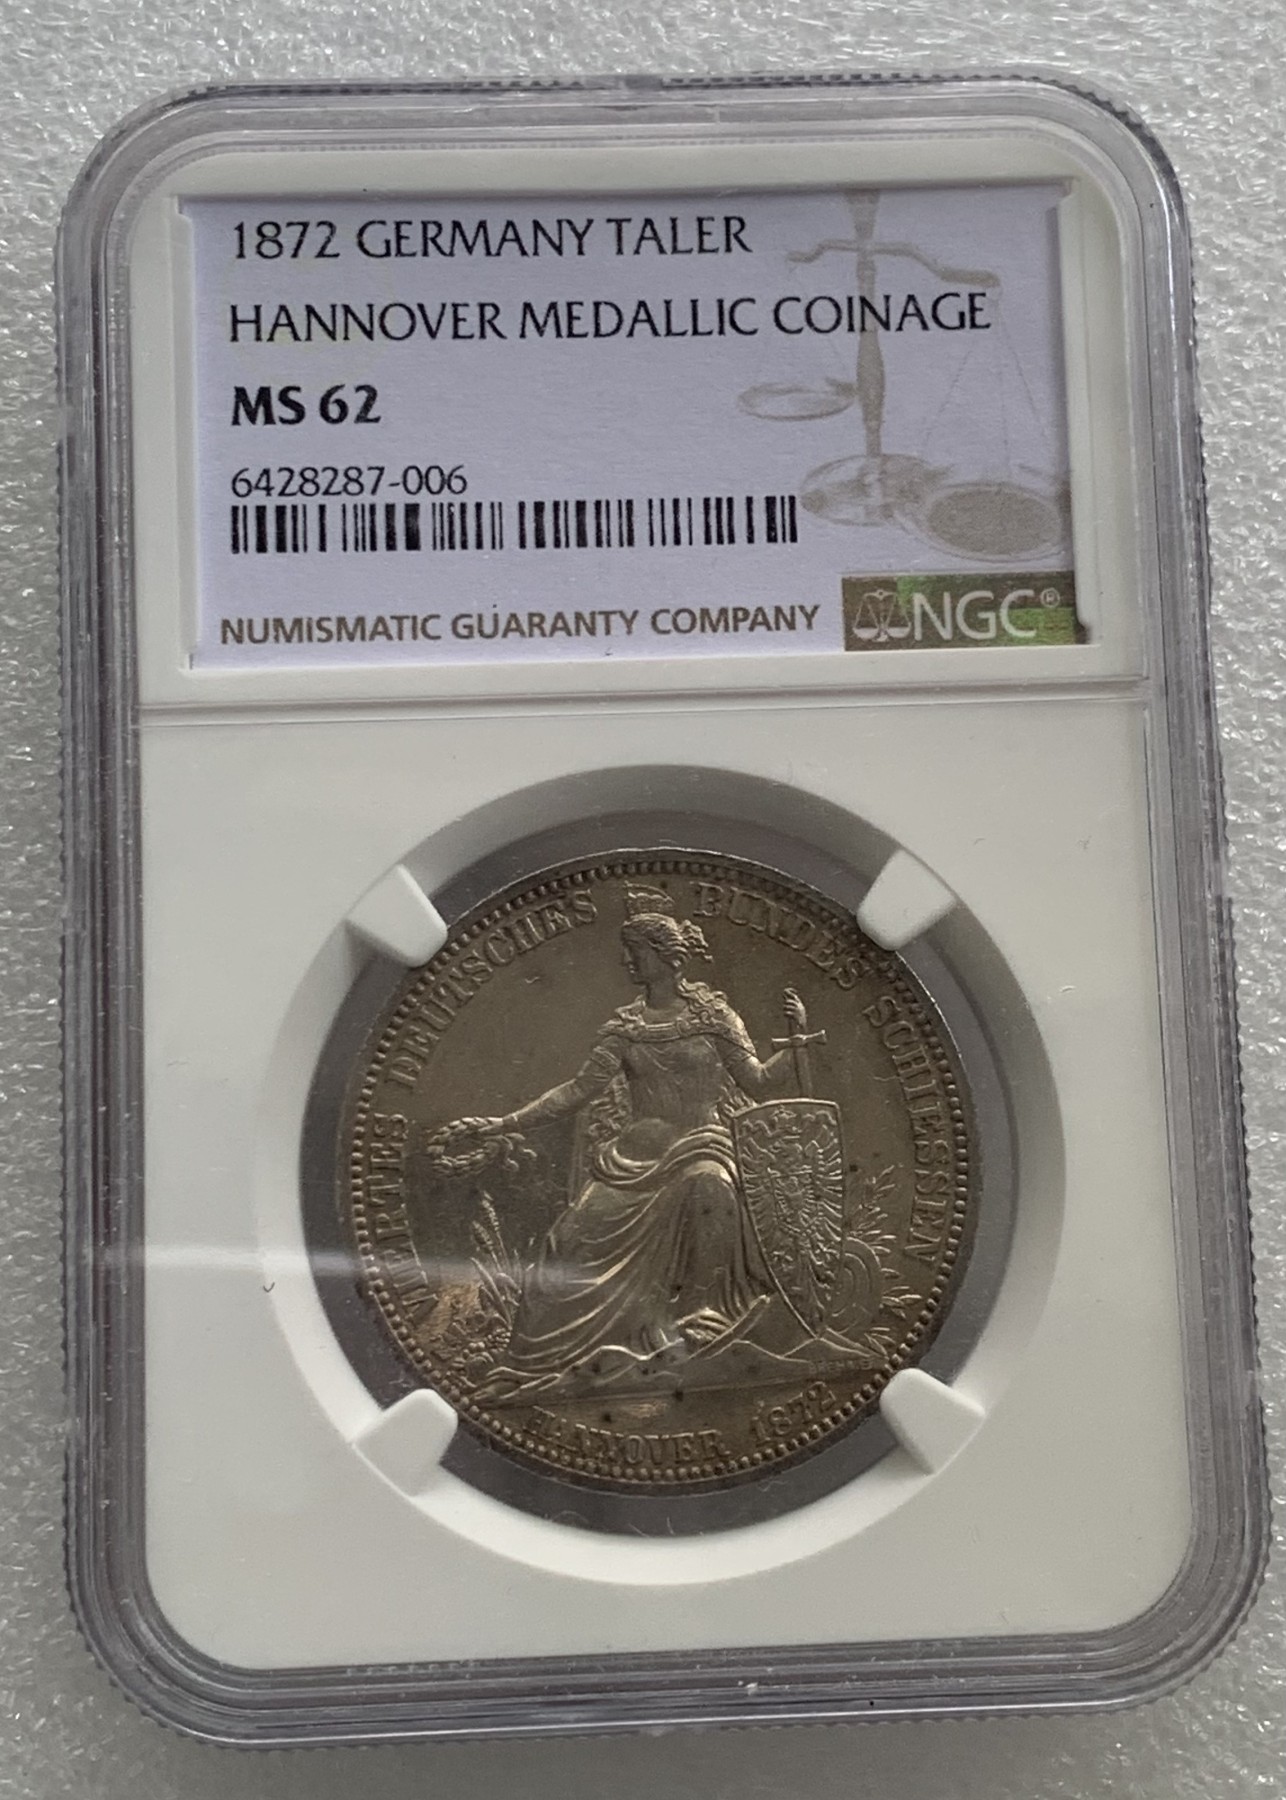 1872 GERMANY TALER
HANNOVER MEDALLIC COINAGE
MS 62
6428287-006
NUMISMATIC GUARANTY COMPANY NGC®
VIERTES DEUTSCHES BUNDES SCHIESSEN
BREHMER
HANNOVER 1872